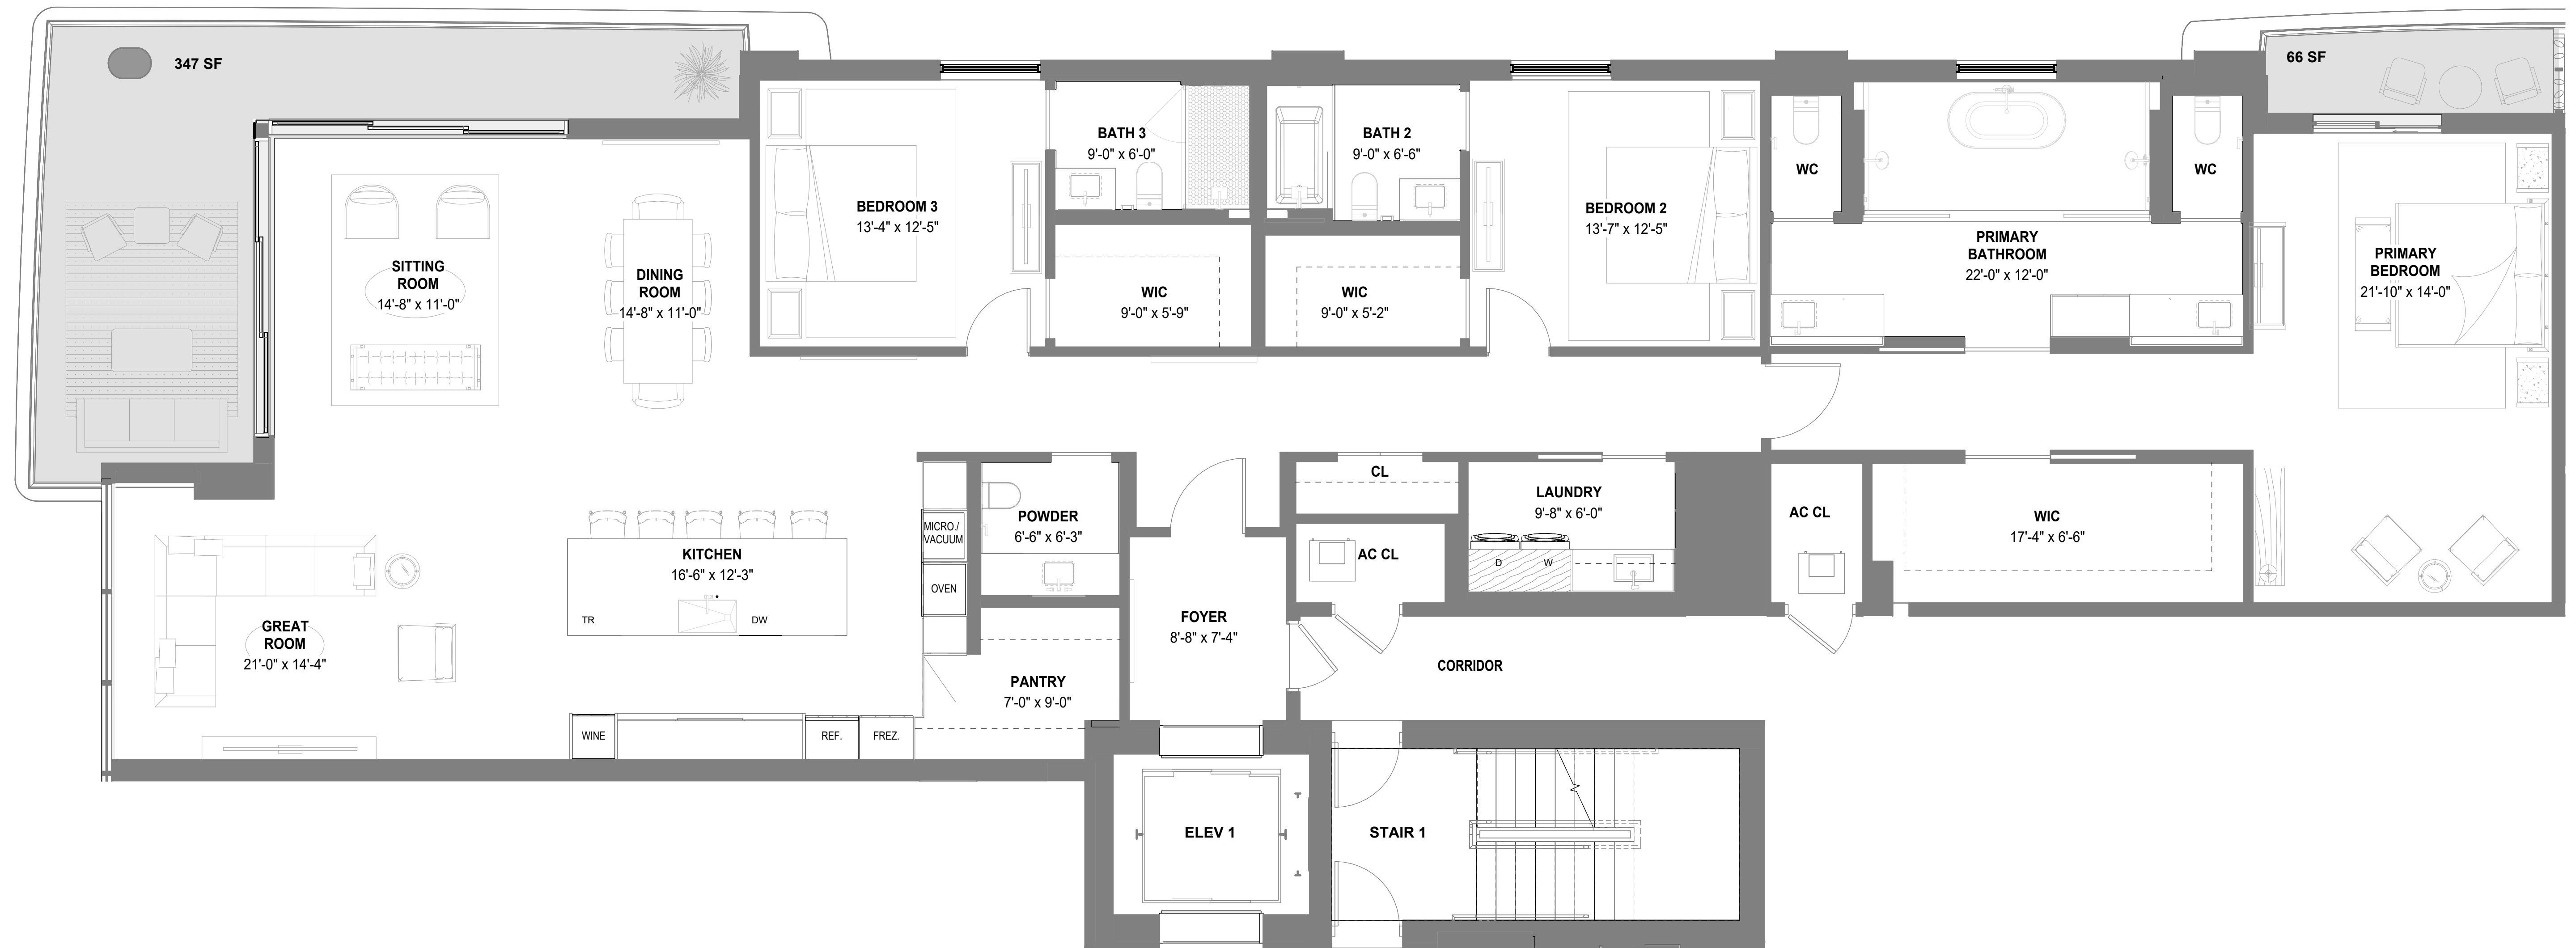 347 SF
66 SF
BATH 3
9'-0" x 6'-0"
BATH 2
9'-0" x 6'-6"
WC
WC
BEDROOM 3
13'-4" x 12'-5"
BEDROOM 2
13'-7" x 12'-5"
PRIMARY
BATHROOM
22'-0" x 12'-0"
PRIMARY
BEDROOM
21'-10" x 14'-0"
SITTING
ROOM
14'-8" x 11'-0"
DINING
ROOM
14'-8" x 11'-0"
WIC
9'-0" x 5'-9"
WIC
9'-0" x 5'-2"
CL
LAUNDRY
9'-8" x 6'-0"
D
W
AC CL
WIC
17'-4" x 6'-6"
MICRO./
VACUUM
POWDER
6'-6" x 6'-3"
AC CL
KITCHEN
16'-6" x 12'-3"
OVEN
TR
DW
GREAT
ROOM
21'-0" x 14'-4"
FOYER
8'-8" x 7'-4"
CORRIDOR
PANTRY
7'-0" x 9'-0"
WINE
REF.
FREZ.
ELEV 1
STAIR 1